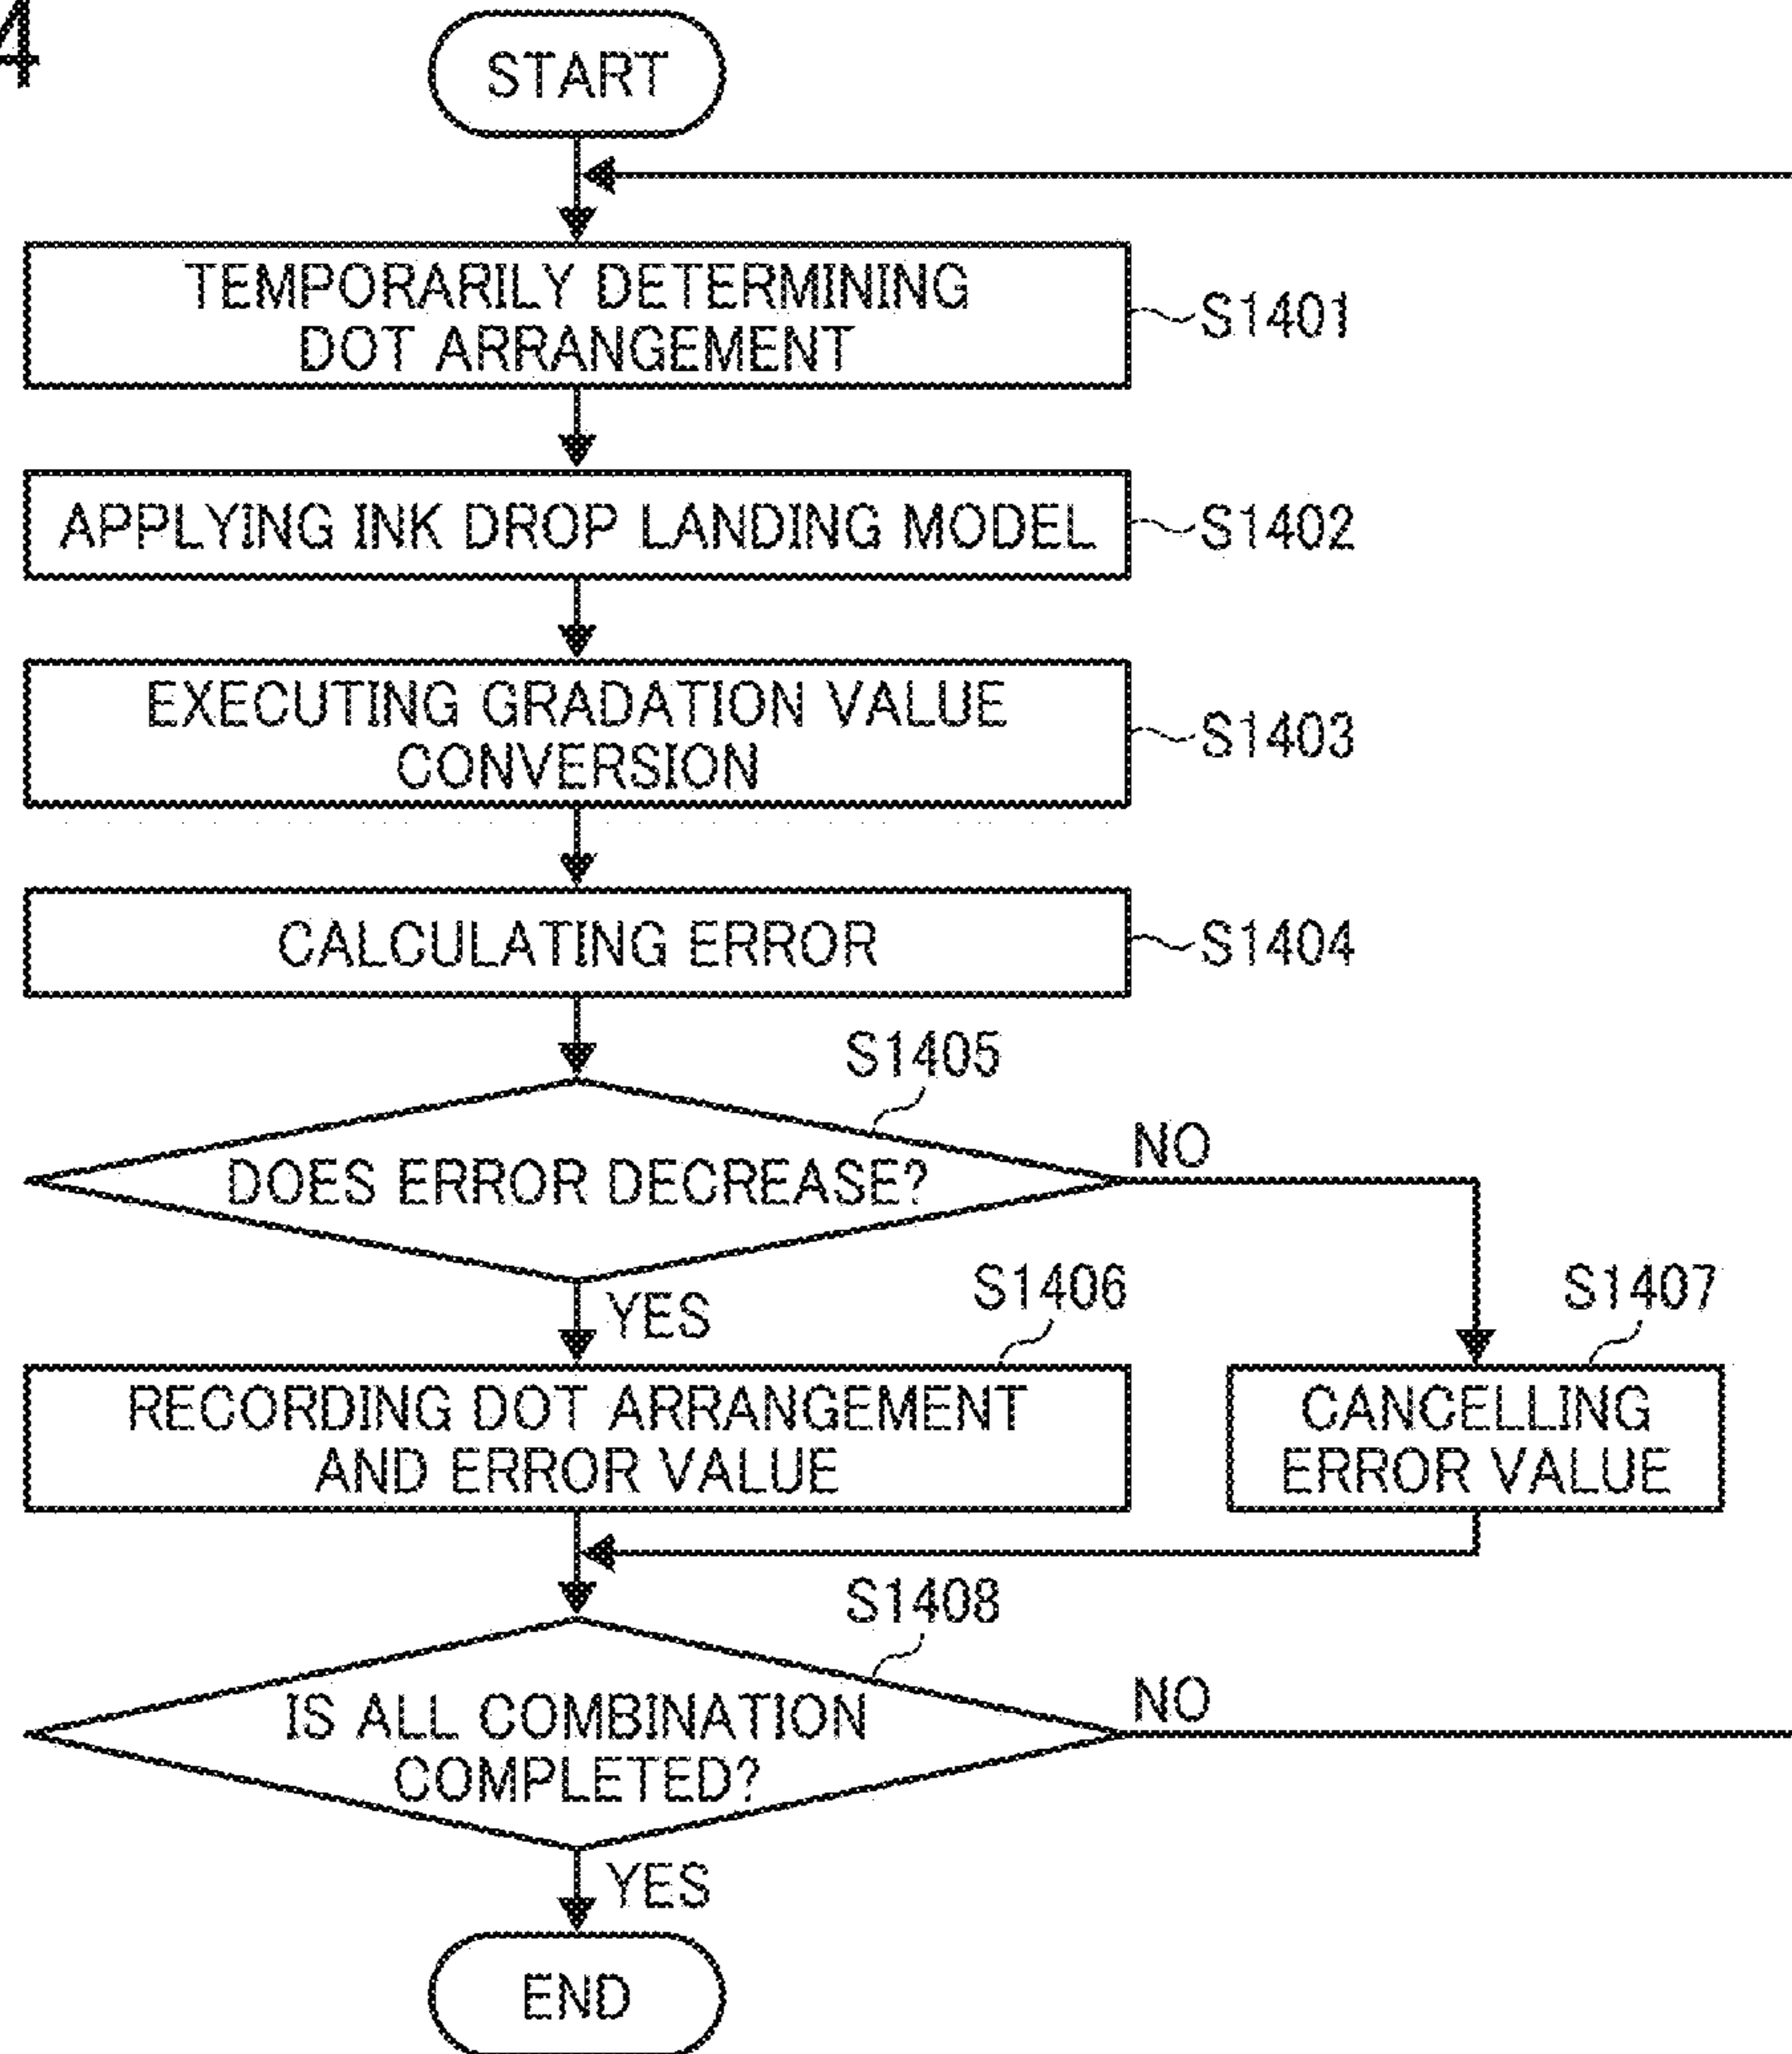 4
START
TEMPORARILY DETERMINING
DOT ARRANGEMENT
S1401
APPLYING INK DROP LANDING MODEL
S1402
EXECUTING GRADATION VALUE
CONVERSION
S1403
CALCULATING ERROR
S1404
S1405
DOES ERROR DECREASE?
NO
YES
S1406
S1407
RECORDING DOT ARRANGEMENT
AND ERROR VALUE
CANCELLING
ERROR VALUE
S1408
IS ALL COMBINATION
COMPLETED?
NO
YES
END